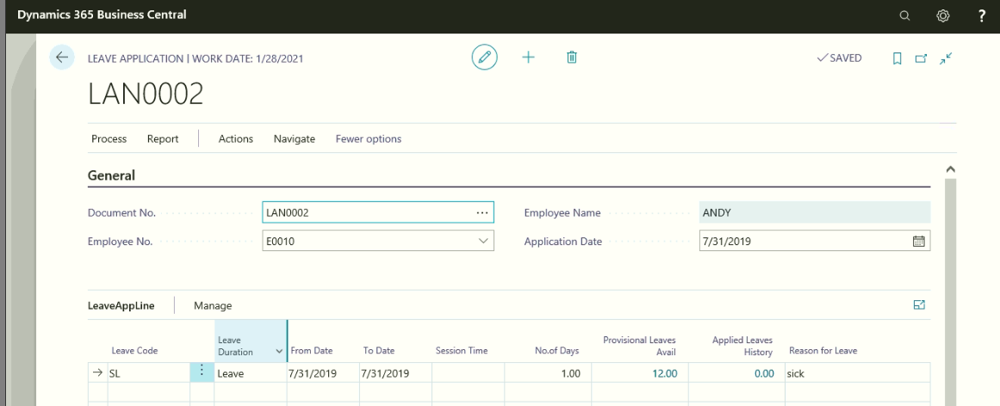 Dynamics 365 Business Central
?
LEAVE APPLICATION | WORK DATE: 1/28/2021
SAVED
LAN0002
Process Report Actions Navigate Fewer options
General
Document No. LAN0002 ... Employee Name ANDY
Employee No. E0010 Application Date 7/31/2019
LeaveAppLine Manage
Leave Code Leave Duration From Date To Date Session Time No.of Days Provisional Leaves Avail Applied Leaves History Reason for Leave
SL Leave 7/31/2019 7/31/2019 1.00 12.00 0.00 sick